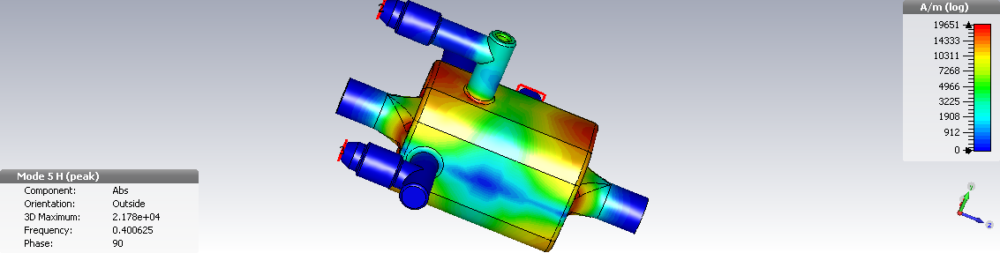 A/m (log)
19651
14333
10311
7268
4966
3225
1908
912
0
Mode 5 H (peak)
Component: Abs
Orientation: Outside
3D Maximum: 2.178e+04
Frequency: 0.400625
Phase: 90
y
z